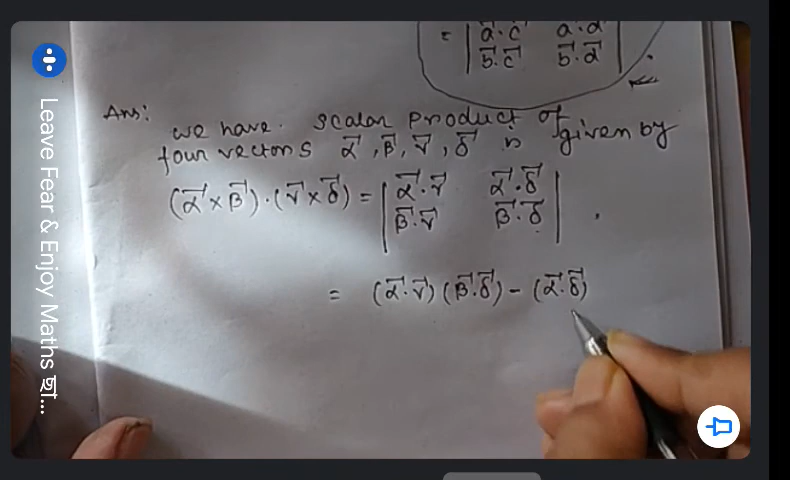 = | a⃗.c⃗ a⃗.d⃗ |
| b⃗.c⃗ b⃗.d⃗ | .
Ans: we have. scalar product of
four vectors α⃗, β⃗, γ⃗, δ⃗ is given by
(α⃗×β⃗).(γ⃗×δ⃗) = | α⃗.γ⃗ α⃗.δ⃗ |
| β⃗.γ⃗ β⃗.δ⃗ | .
= (α⃗.γ⃗)(β⃗.δ⃗) - (α⃗.δ⃗)
Leave Fear & Enjoy Maths ছা...